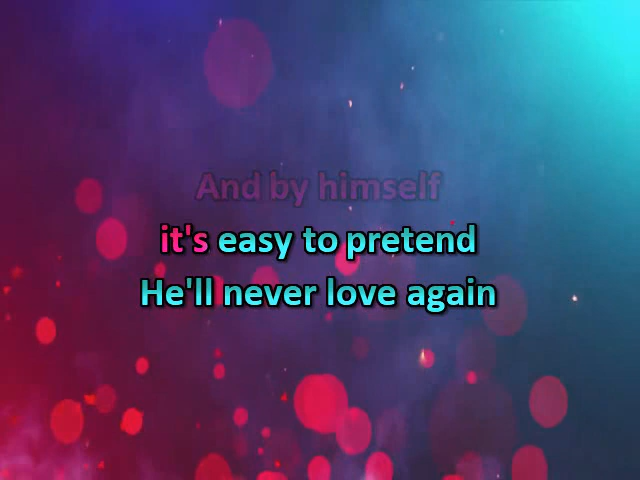 And by himself
it's easy to pretend
He'll never love again